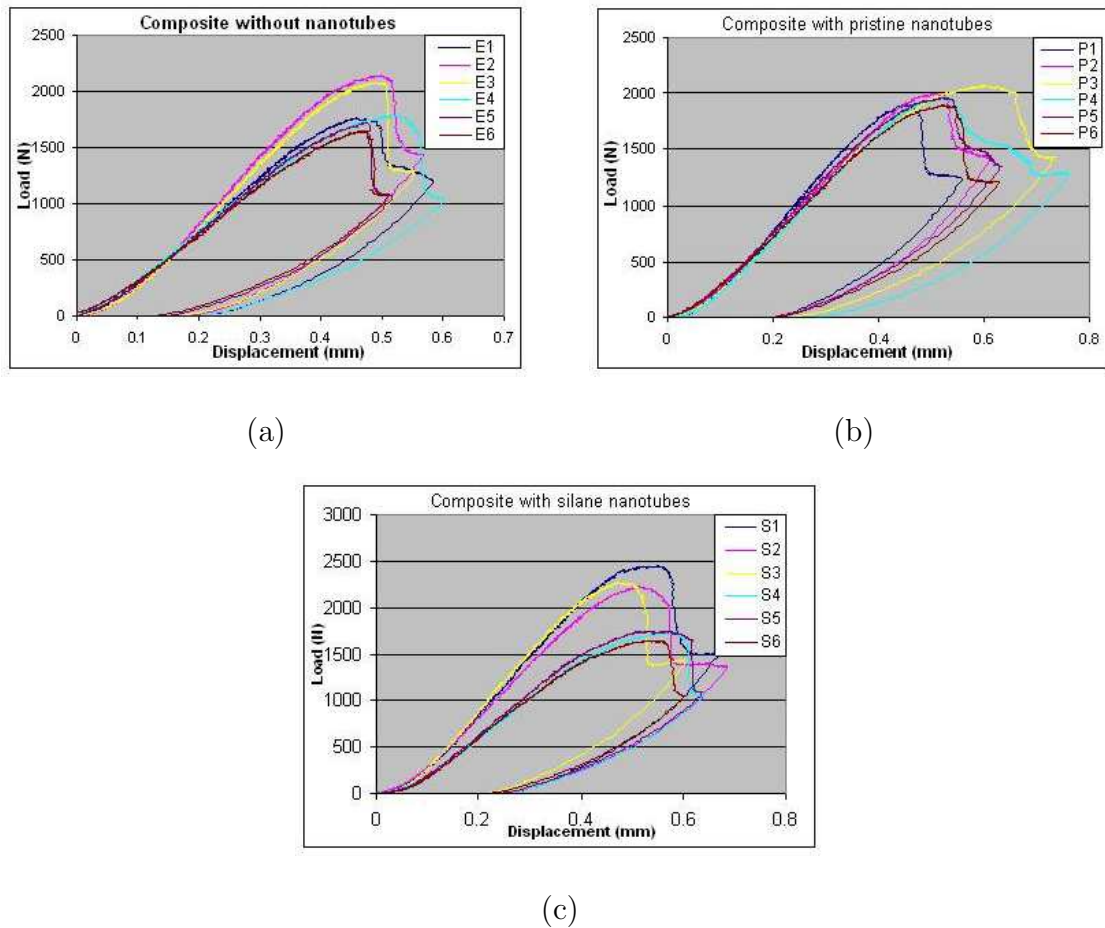 Composite without nanotubes
Load (N)
2500
2000
1500
1000
500
0
0 0.1 0.2 0.3 0.4 0.5 0.6 0.7
Displacement (mm)
E1
E2
E3
E4
E5
E6
(a)
Composite with pristine nanotubes
Load (N)
2500
2000
1500
1000
500
0
0 0.2 0.4 0.6 0.8
Displacement (mm)
P1
P2
P3
P4
P5
P6
(b)
Composite with silane nanotubes
Load (N)
3000
2500
2000
1500
1000
500
0
0 0.2 0.4 0.6 0.8
Displacement (mm)
S1
S2
S3
S4
S5
S6
(c)